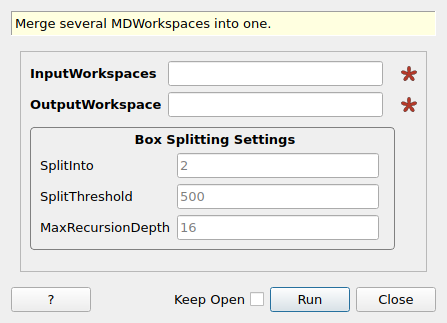 Merge several MDWorkspaces into one.
InputWorkspaces
OutputWorkspace
Box Splitting Settings
SplitInto 2
SplitThreshold 500
MaxRecursionDepth 16
? Keep Open Run Close